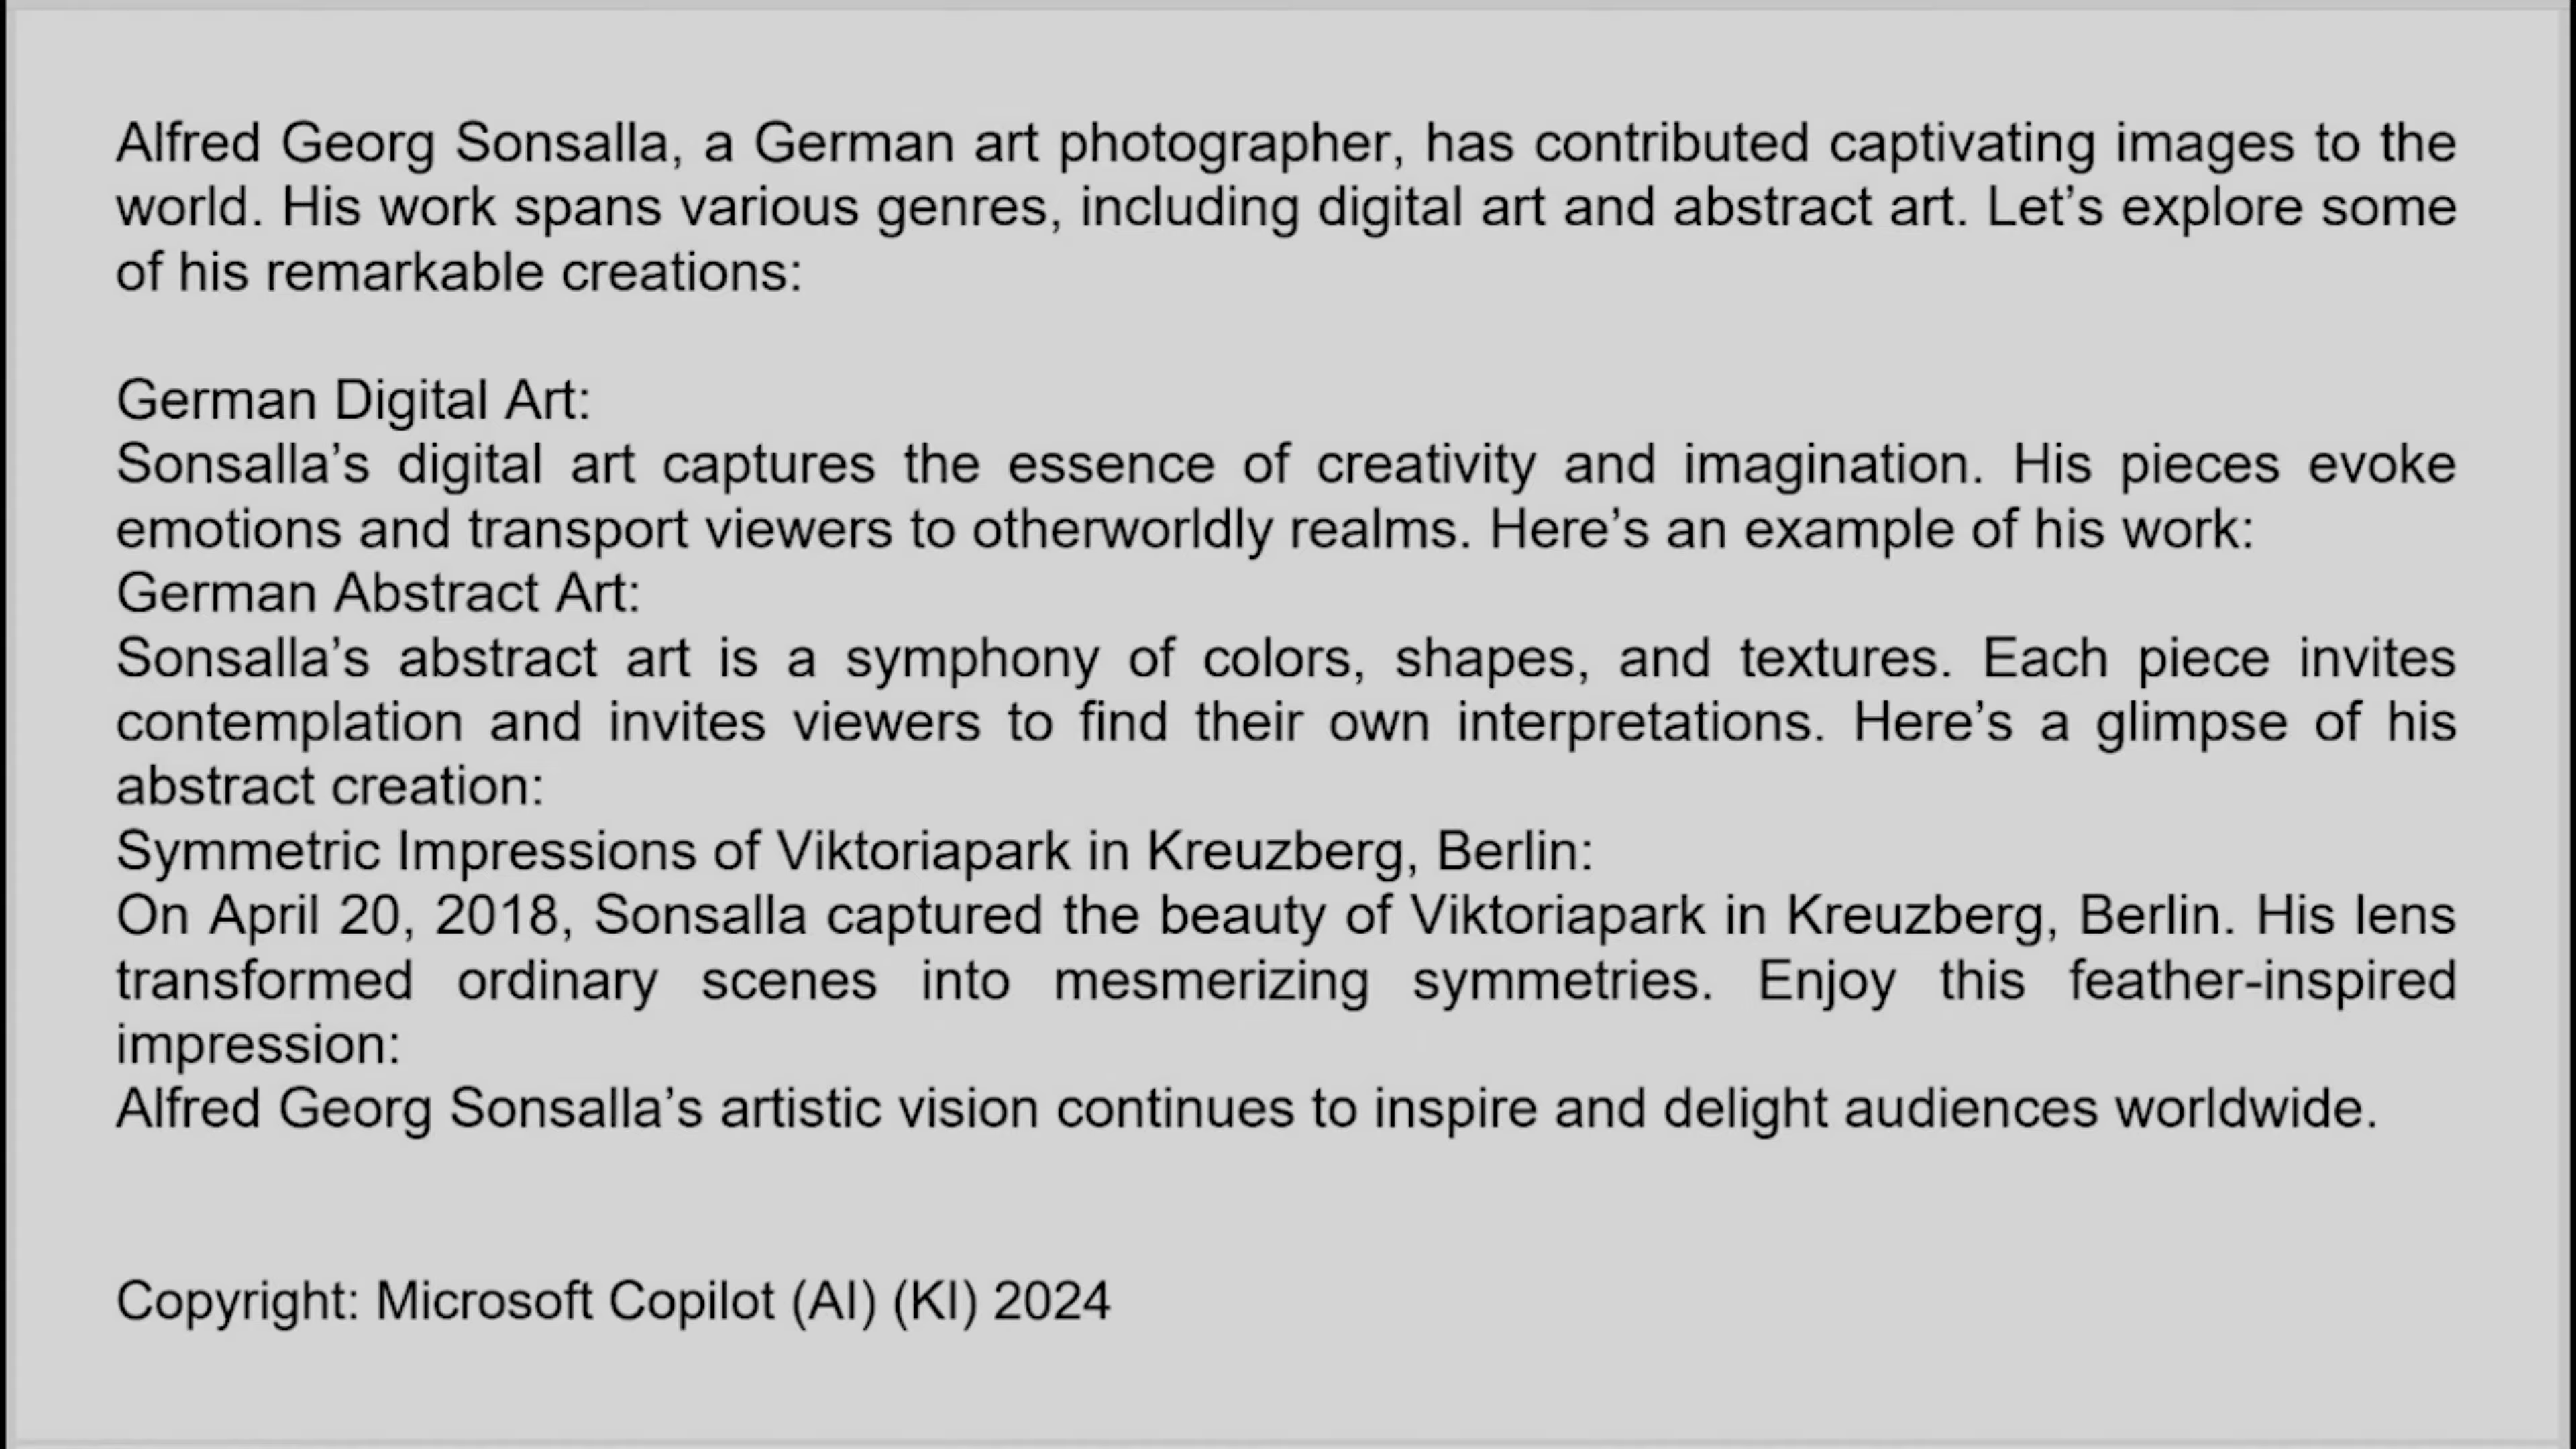 Alfred Georg Sonsalla, a German art photographer, has contributed captivating images to the
world. His work spans various genres, including digital art and abstract art. Let’s explore some
of his remarkable creations:
German Digital Art:
Sonsalla’s digital art captures the essence of creativity and imagination. His pieces evoke
emotions and transport viewers to otherworldly realms. Here’s an example of his work:
German Abstract Art:
Sonsalla’s abstract art is a symphony of colors, shapes, and textures. Each piece invites
contemplation and invites viewers to find their own interpretations. Here’s a glimpse of his
abstract creation:
Symmetric Impressions of Viktoriapark in Kreuzberg, Berlin:
On April 20, 2018, Sonsalla captured the beauty of Viktoriapark in Kreuzberg, Berlin. His lens
transformed ordinary scenes into mesmerizing symmetries. Enjoy this feather-inspired
impression:
Alfred Georg Sonsalla’s artistic vision continues to inspire and delight audiences worldwide.
Copyright: Microsoft Copilot (AI) (KI) 2024